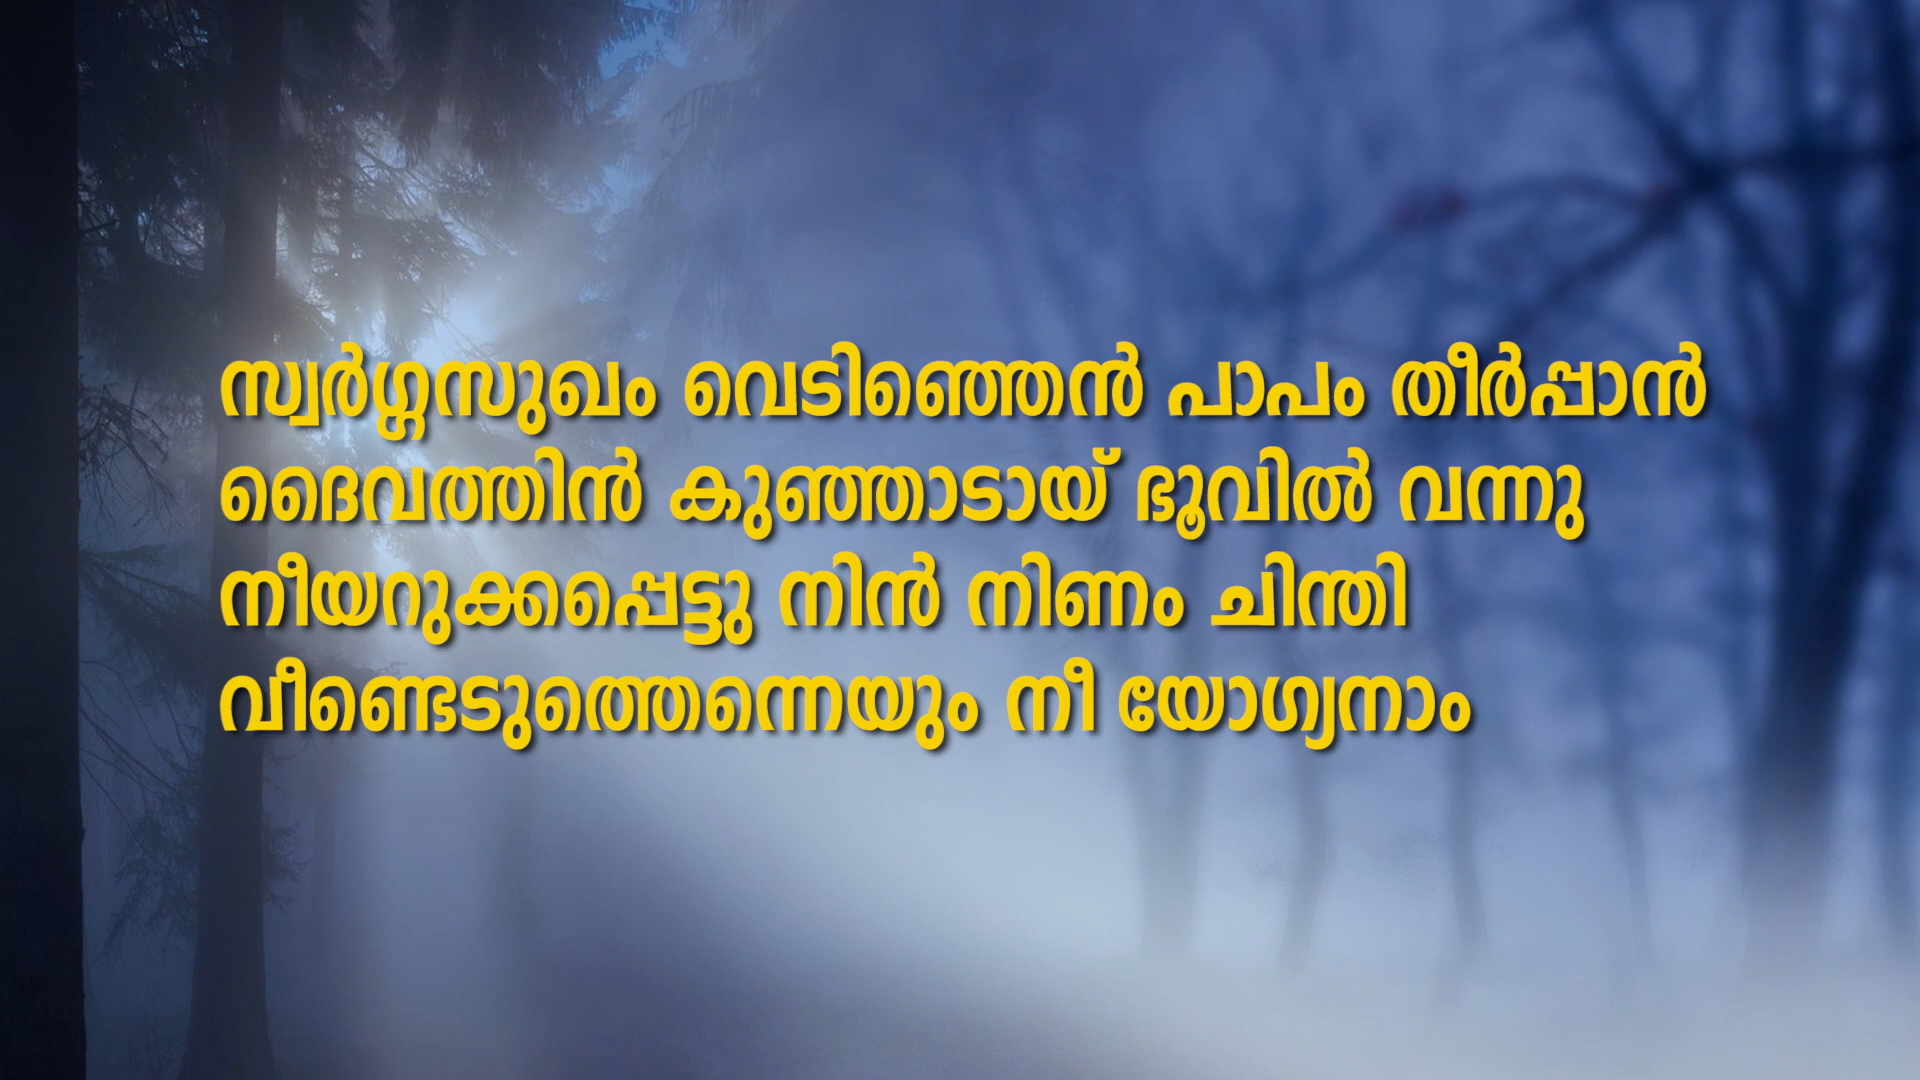 സ്വർഗ്ഗസുഖം വെടിഞ്ഞെൻ പാപം തീർപ്പാൻ
ദൈവത്തിൻ കുഞ്ഞാടായ് ഭൂവിൽ വന്നു
നീയറുക്കപ്പെട്ടു നിൻ നിണം ചിന്തി
വീണ്ടെടുത്തെന്നെയും നീ യോഗ്യനാം